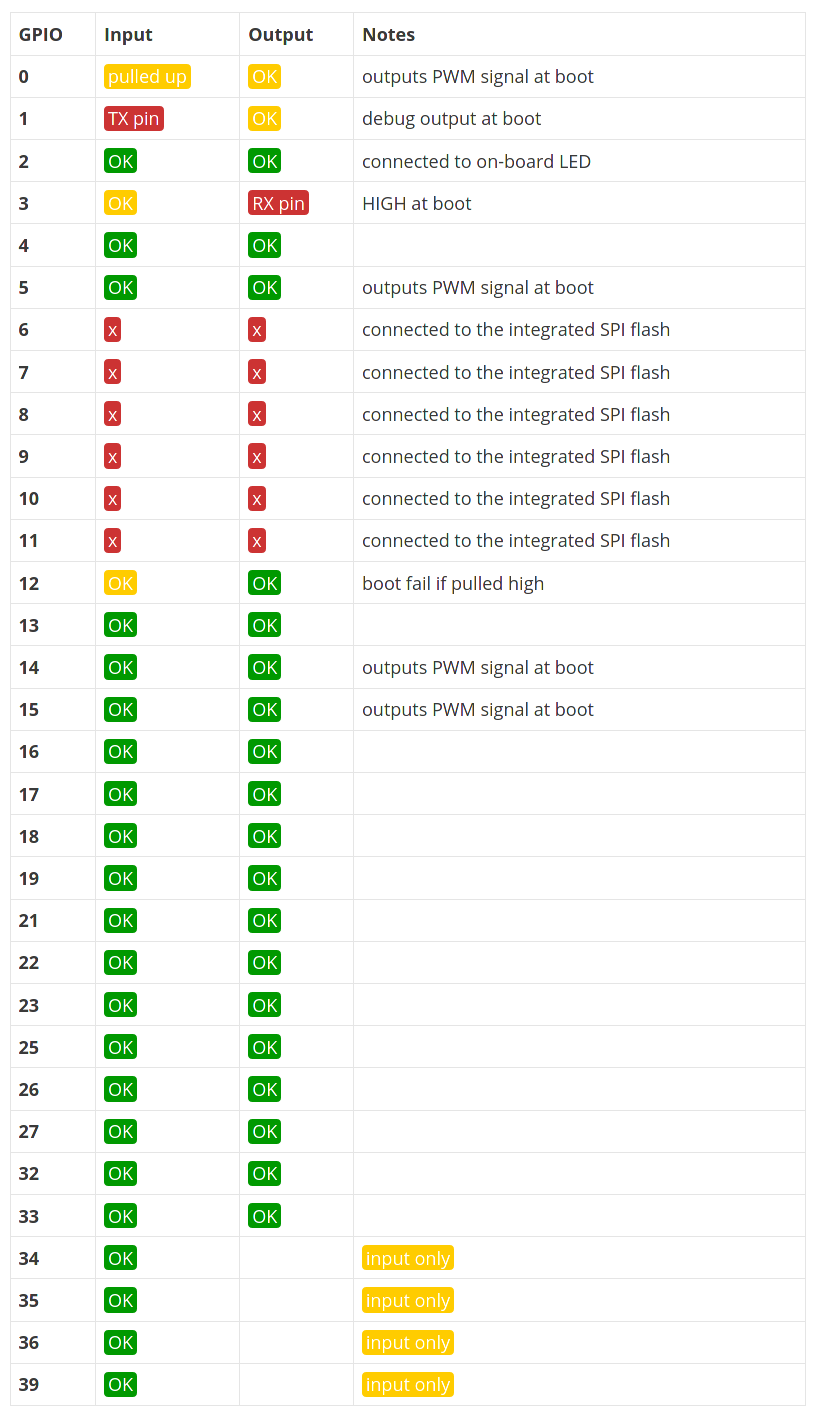 GPIO Input Output Notes
0 pulled up OK outputs PWM signal at boot
1 TX pin OK debug output at boot
2 OK OK connected to on-board LED
3 OK RX pin HIGH at boot
4 OK OK
5 OK OK outputs PWM signal at boot
6 x x connected to the integrated SPI flash
7 x x connected to the integrated SPI flash
8 x x connected to the integrated SPI flash
9 x x connected to the integrated SPI flash
10 x x connected to the integrated SPI flash
11 x x connected to the integrated SPI flash
12 OK OK boot fail if pulled high
13 OK OK
14 OK OK outputs PWM signal at boot
15 OK OK outputs PWM signal at boot
16 OK OK
17 OK OK
18 OK OK
19 OK OK
21 OK OK
22 OK OK
23 OK OK
25 OK OK
26 OK OK
27 OK OK
32 OK OK
33 OK OK
34 OK input only
35 OK input only
36 OK input only
39 OK input only